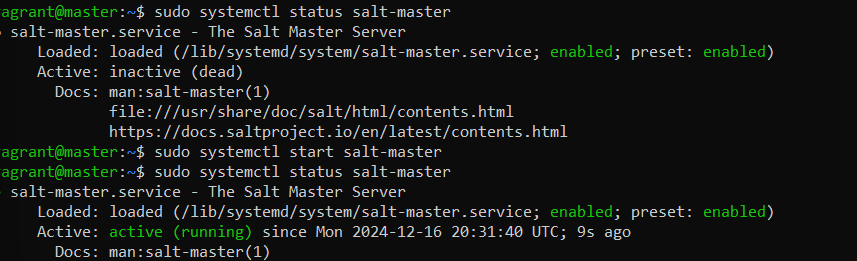 vagrant@master:~$ sudo systemctl status salt-master
salt-master.service - The Salt Master Server
Loaded: loaded (/lib/systemd/system/salt-master.service; enabled; preset: enabled)
Active: inactive (dead)
Docs: man:salt-master(1)
file:///usr/share/doc/salt/html/contents.html
https://docs.saltproject.io/en/latest/contents.html
vagrant@master:~$ sudo systemctl start salt-master
vagrant@master:~$ sudo systemctl status salt-master
salt-master.service - The Salt Master Server
Loaded: loaded (/lib/systemd/system/salt-master.service; enabled; preset: enabled)
Active: active (running) since Mon 2024-12-16 20:31:40 UTC; 9s ago
Docs: man:salt-master(1)